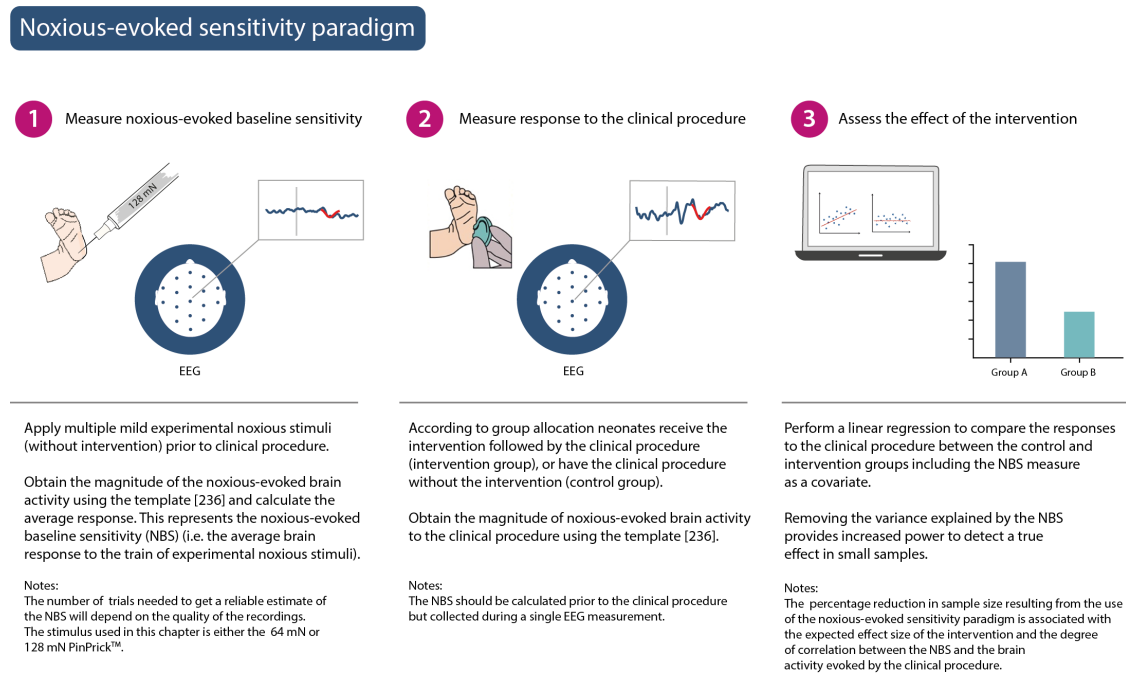 Noxious-evoked sensitivity paradigm
1 Measure noxious-evoked baseline sensitivity
128 mN
EEG
Apply multiple mild experimental noxious stimuli
(without intervention) prior to clinical procedure.
Obtain the magnitude of the noxious-evoked brain
activity using the template [236] and calculate the
average response. This represents the noxious-evoked
baseline sensitivity (NBS) (i.e. the average brain
response to the train of experimental noxious stimuli).
Notes:
The number of trials needed to get a reliable estimate of
the NBS will depend on the quality of the recordings.
The stimulus used in this chapter is either the 64 mN or
128 mN PinPrick™.
2 Measure response to the clinical procedure
EEG
According to group allocation neonates receive the
intervention followed by the clinical procedure
(intervention group), or have the clinical procedure
without the intervention (control group).
Obtain the magnitude of noxious-evoked brain activity
to the clinical procedure using the template [236].
Notes:
The NBS should be calculated prior to the clinical procedure
but collected during a single EEG measurement.
3 Assess the effect of the intervention
Group A Group B
Perform a linear regression to compare the responses
to the clinical procedure between the control and
intervention groups including the NBS measure
as a covariate.
Removing the variance explained by the NBS
provides increased power to detect a true
effect in small samples.
Notes:
The percentage reduction in sample size resulting from the use
of the noxious-evoked sensitivity paradigm is associated with
the expected effect size of the intervention and the degree
of correlation between the NBS and the brain
activity evoked by the clinical procedure.